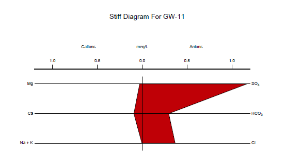 Stiff Diagram For GW-11
Cations meq/l Anions
1.0 0.5 0.0 0.5 1.0
Mg SO4
Ca HCO3
Na + K Cl